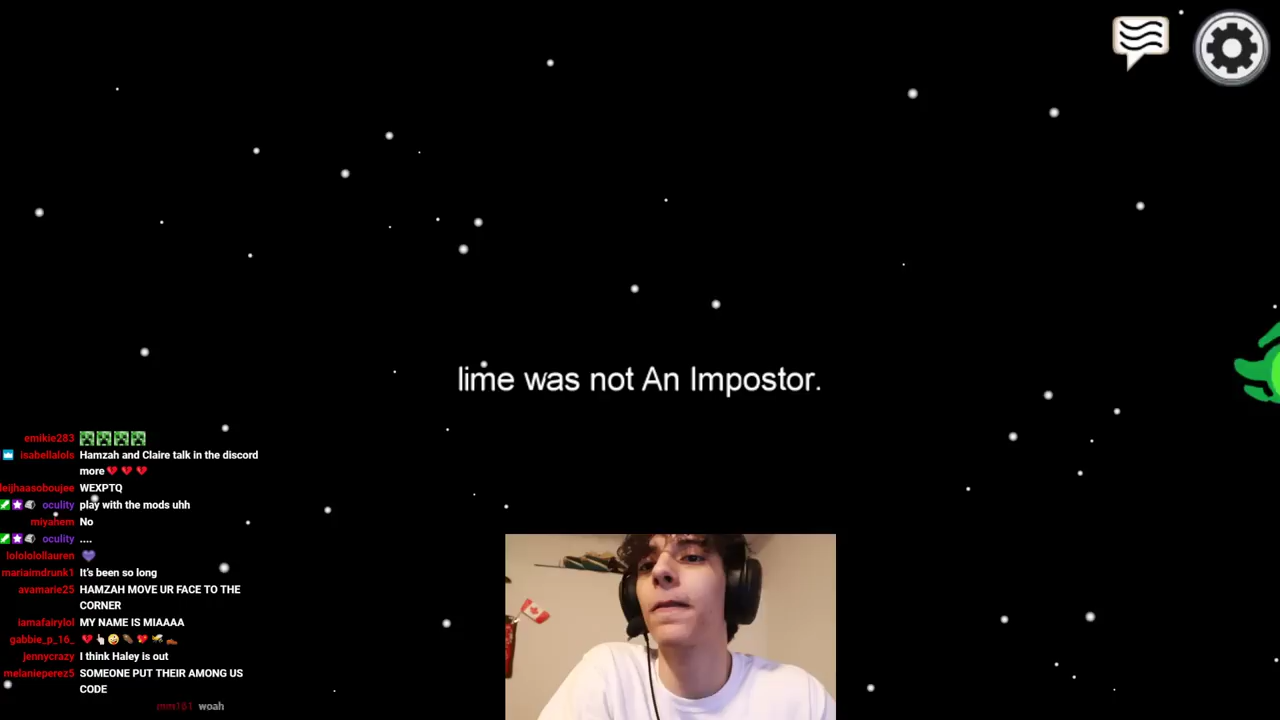 lime was not An Impostor.
emikie283
isabellalols Hamzah and Claire talk in the discord
more
leijhaasoboujee WEXPTQ
oculity play with the mods uhh
miyahem No
oculity ....
lolololollauren
mariaimdrunk1 It's been so long
avamarie25 HAMZAH MOVE UR FACE TO THE
CORNER
iamafairylol MY NAME IS MIAAAA
gabbie_p_16_
jennycrazy I think Haley is out
melanieperez5 SOMEONE PUT THEIR AMONG US
CODE
woah